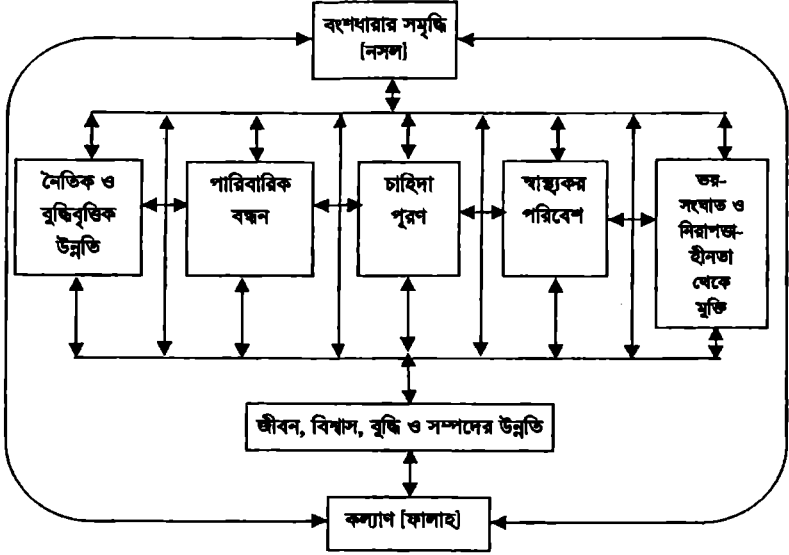 বংশধারার সমৃদ্ধি
[নসল]
নৈতিক ও
বুদ্ধিবৃত্তিক
উন্নতি
পারিবারিক
বন্ধন
চাহিদা
পূরণ
স্বাস্থ্যকর
পরিবেশ
ভয়-
সংঘাত ও
নিরাপত্তা-
হীনতা
থেকে
মুক্তি
জীবন, বিশ্বাস, বুদ্ধি ও সম্পদের উন্নতি
কল্যাণ [ফালাহ]